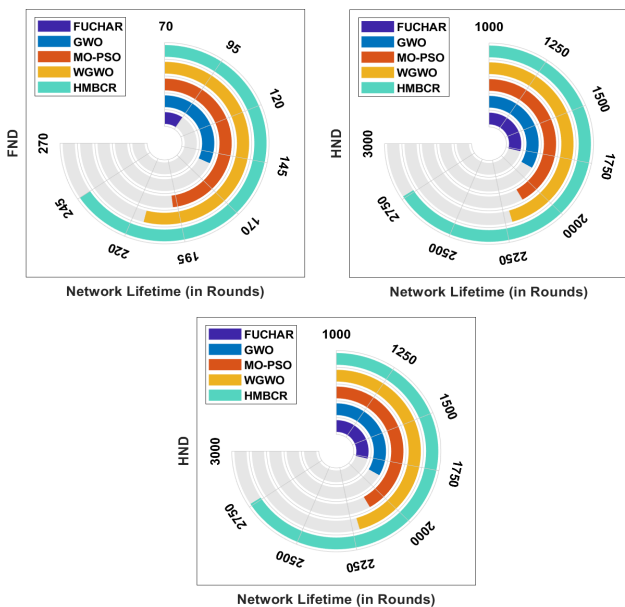 FUCHAR
GWO
MO-PSO
WGWO
HMBCR
70
95
120
145
170
195
220
245
270
FND
Network Lifetime (in Rounds)
FUCHAR
GWO
MO-PSO
WGWO
HMBCR
1000
1250
1500
1750
2000
2250
2500
2750
3000
HND
Network Lifetime (in Rounds)
FUCHAR
GWO
MO-PSO
WGWO
HMBCR
1000
1250
1500
1750
2000
2250
2500
2750
3000
HND
Network Lifetime (in Rounds)